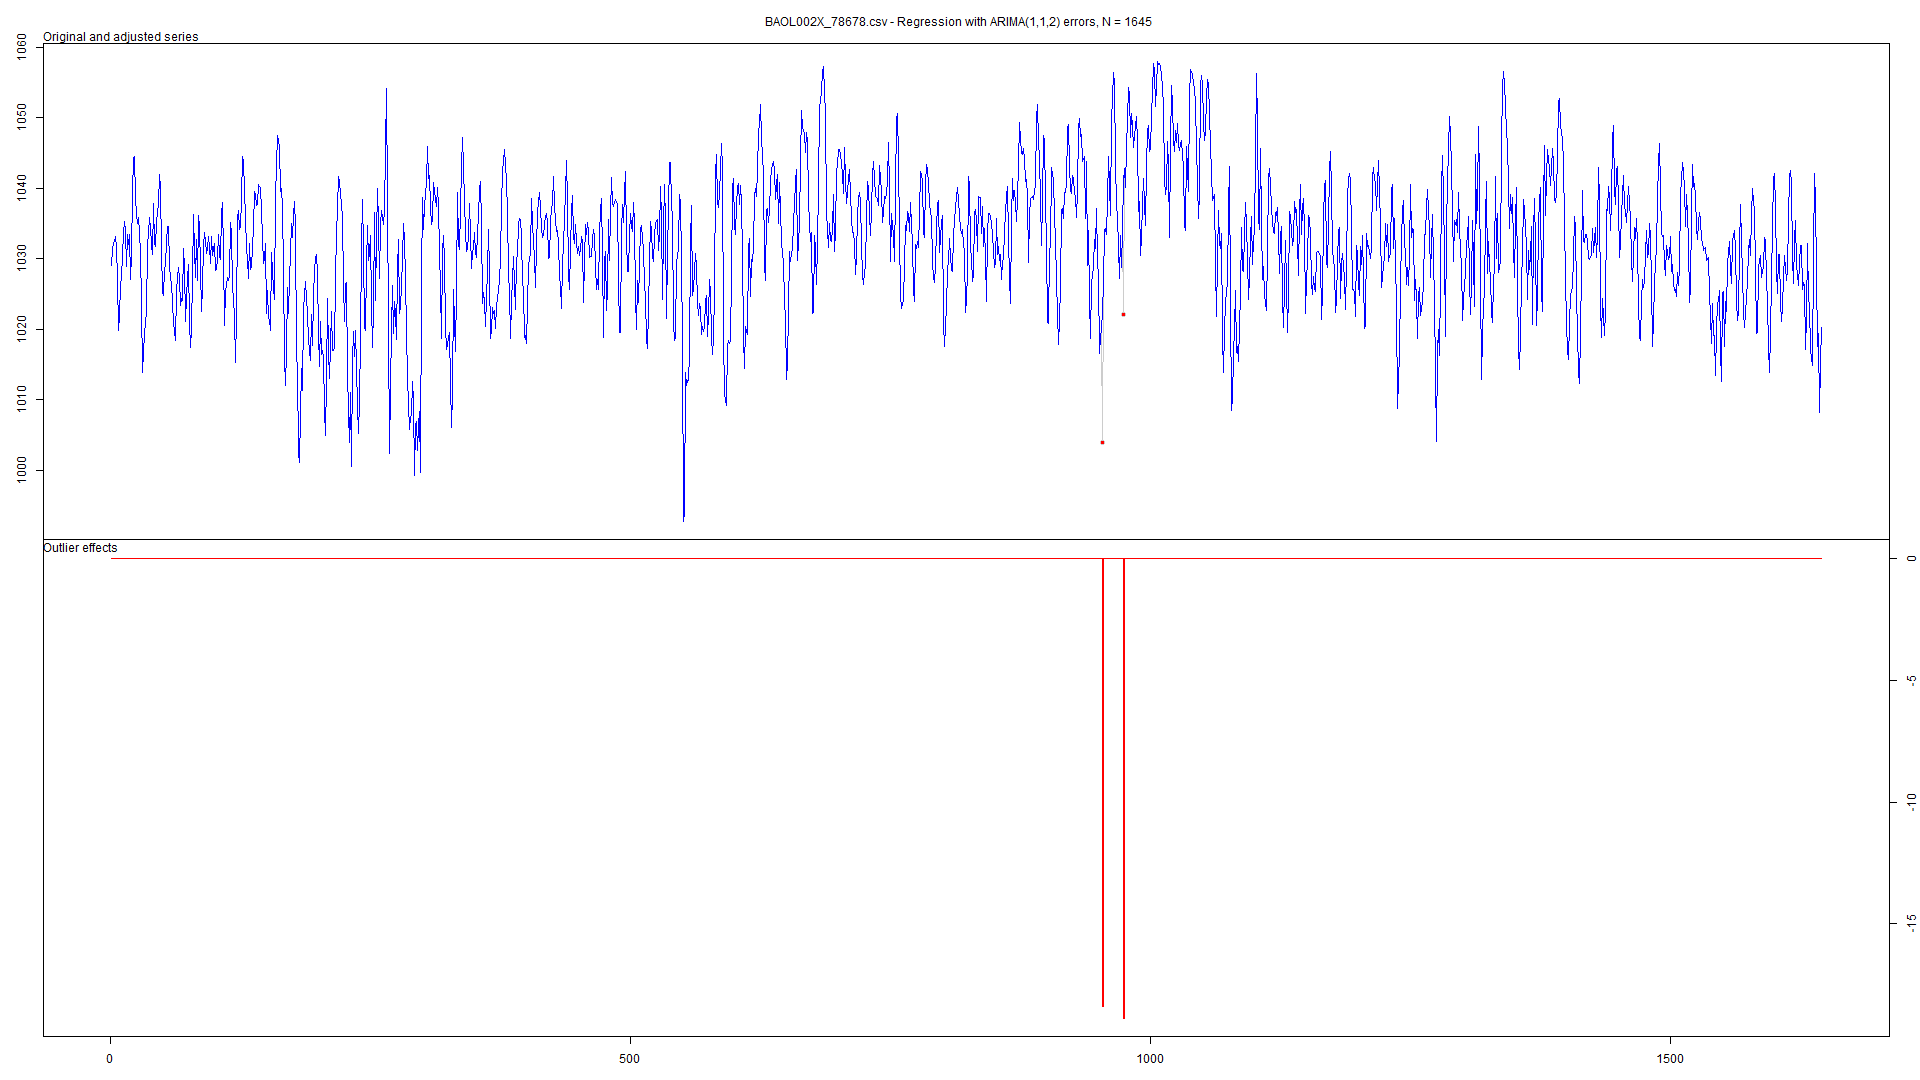 BAOL002X_78678.csv - Regression with ARIMA(1,1,2) errors, N = 1645
Original and adjusted series
1060
1050
1040
1030
1020
1010
1000
Outlier effects
0
-5
-10
-15
0 500 1000 1500